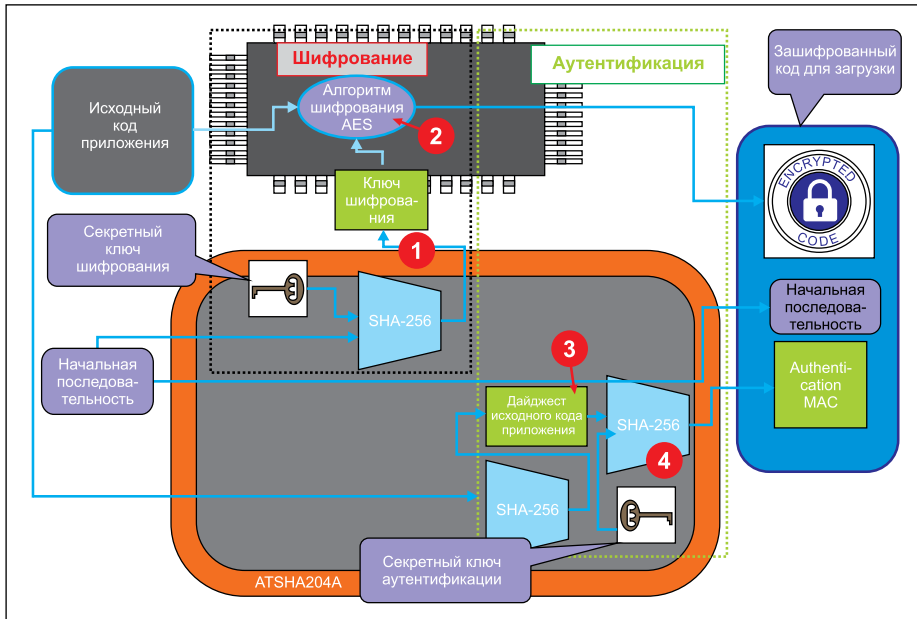 Шифрование
Аутентификация
Зашифрованный
код для загрузки
Исходный
код
приложения
Алгоритм
шифрования
AES
2
ENCRYPTED
CODE
Ключ
шифрова-
ния
1
Секретный
ключ
шифрования
SHA-256
Начальная
последова-
тельность
Начальная
последова-
тельность
3
Дайджест
исходного кода
приложения
SHA-256
Authenti-
cation
MAC
4
SHA-256
Секретный ключ
аутентификации
ATSHA204A